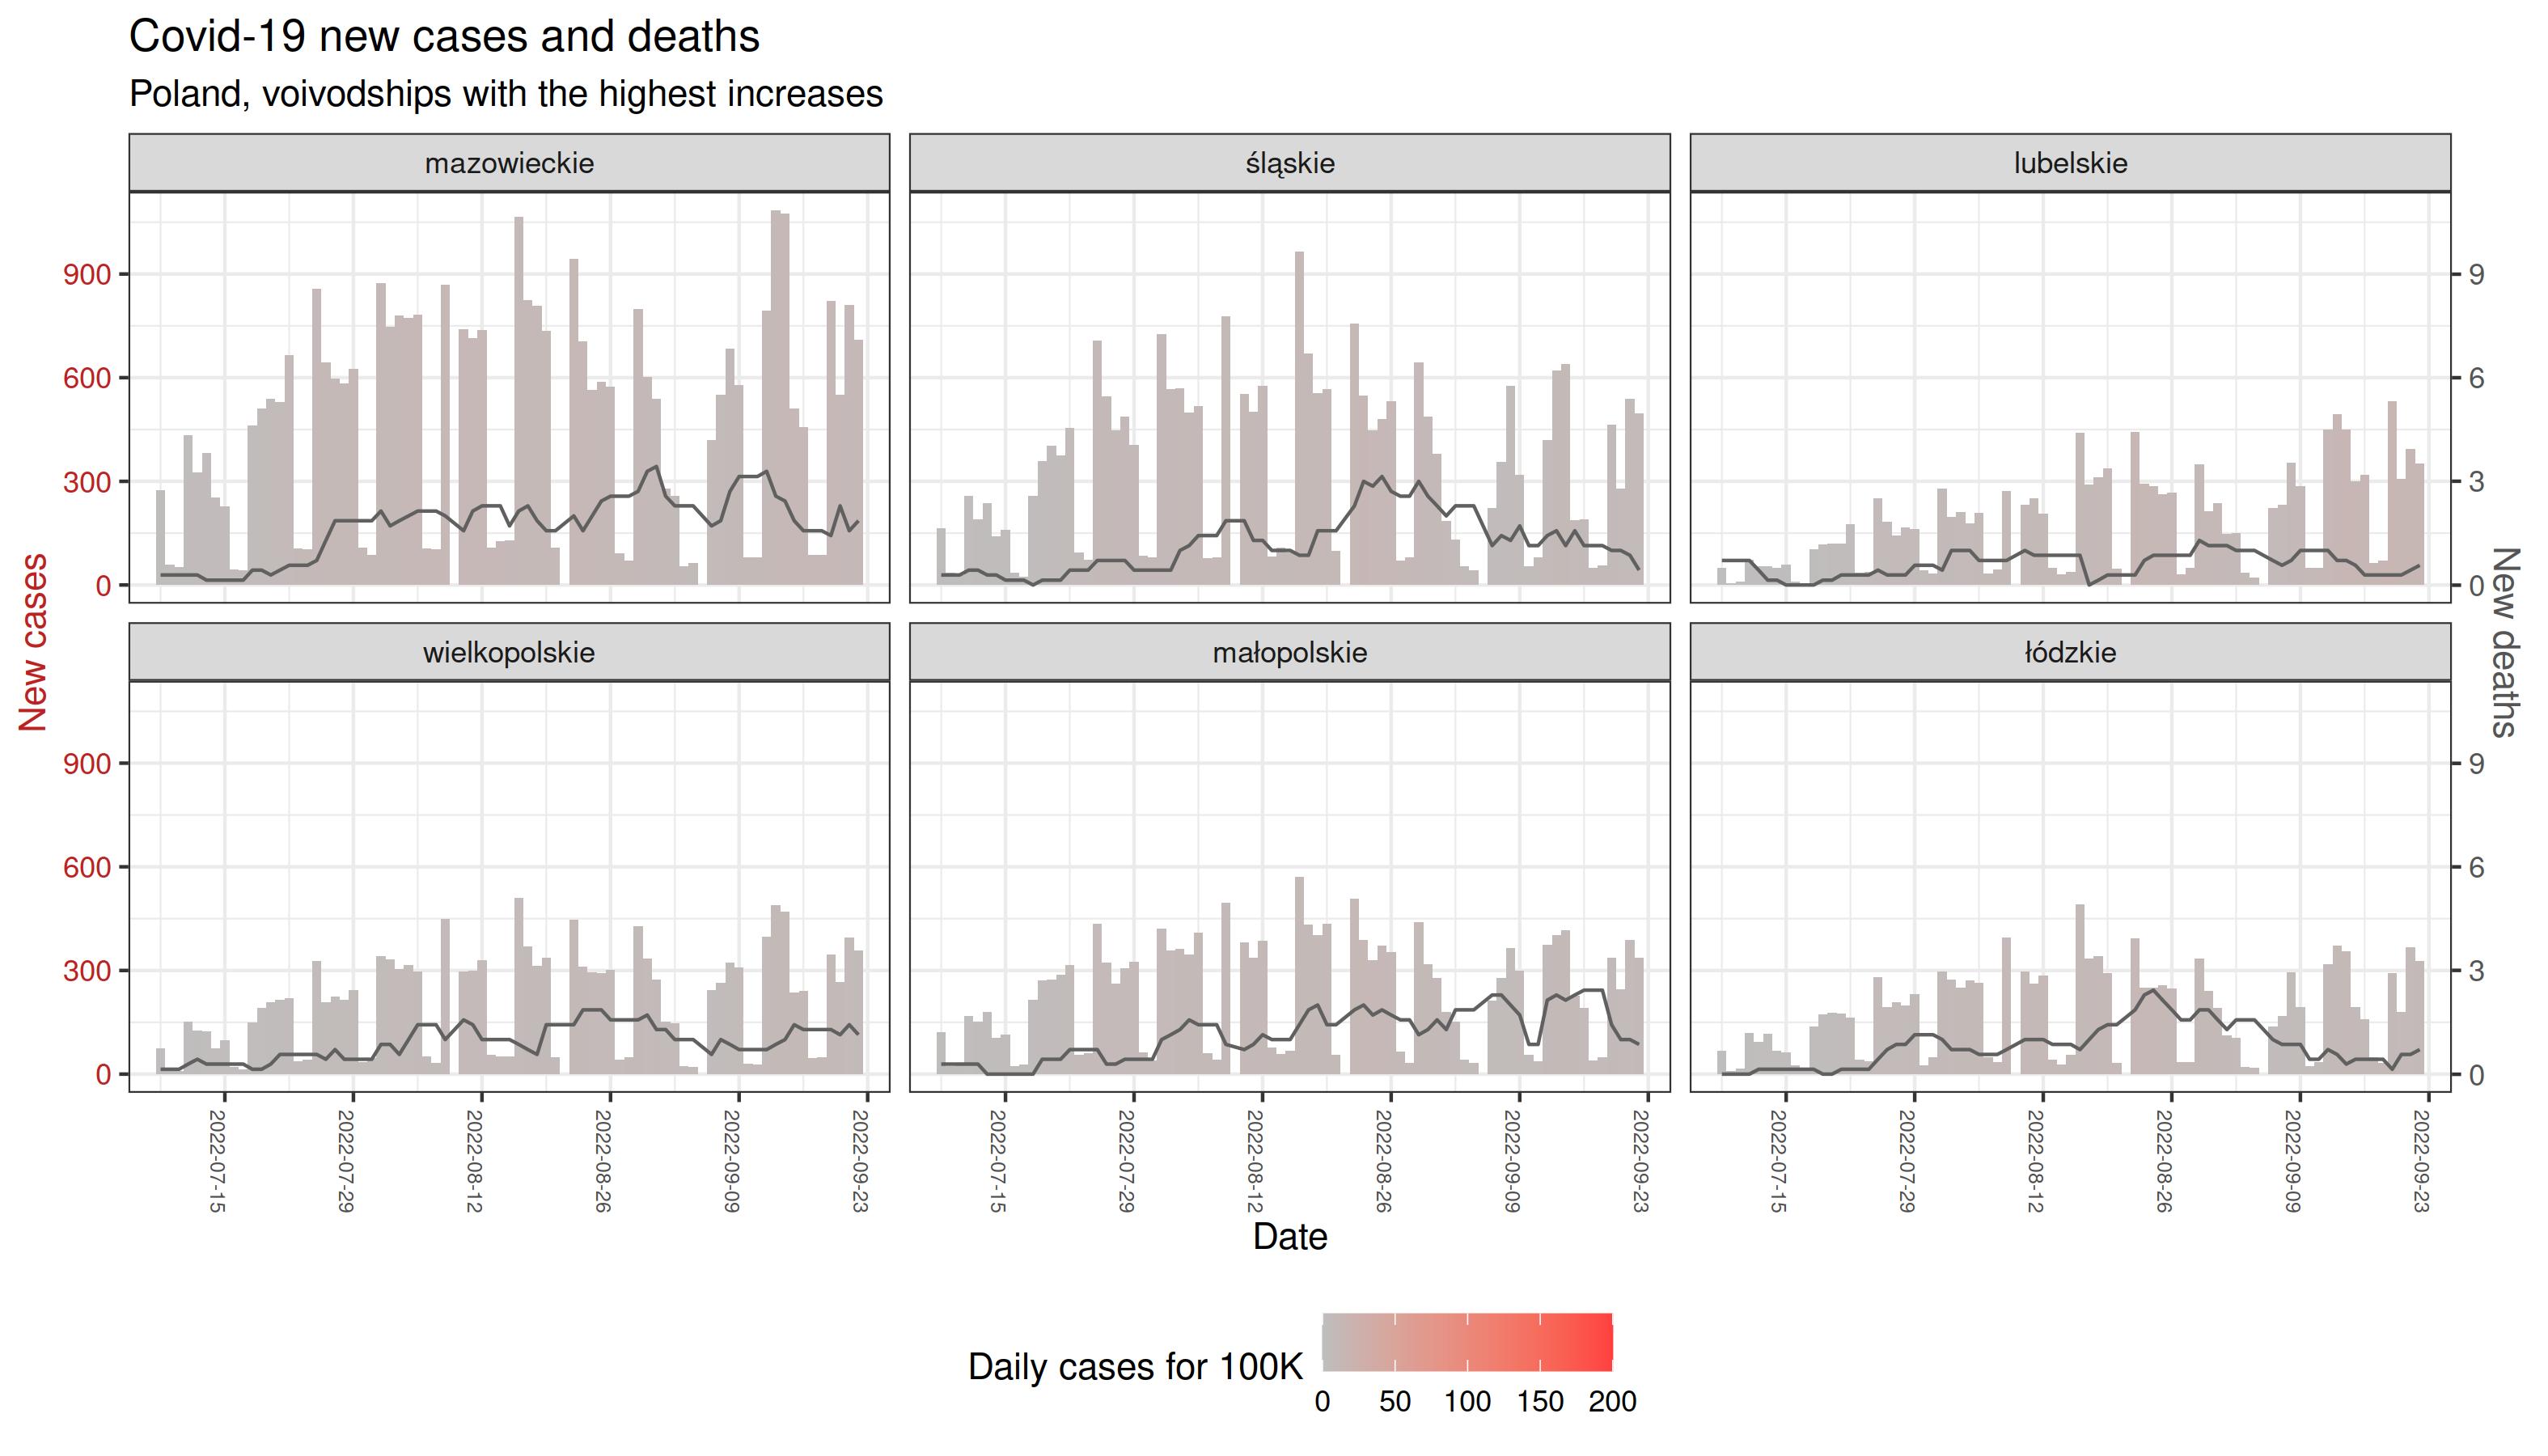 Covid-19 new cases and deaths
Poland, voivodships with the highest increases
mazowieckie
śląskie
lubelskie
900
600
300
0
9
6
3
0
wielkopolskie
małopolskie
łódzkie
900
600
300
0
9
6
3
0
New cases
New deaths
2022-07-15
2022-07-29
2022-08-12
2022-08-26
2022-09-09
2022-09-23
2022-07-15
2022-07-29
2022-08-12
2022-08-26
2022-09-09
2022-09-23
2022-07-15
2022-07-29
2022-08-12
2022-08-26
2022-09-09
2022-09-23
Date
Daily cases for 100K
0 50 100 150 200